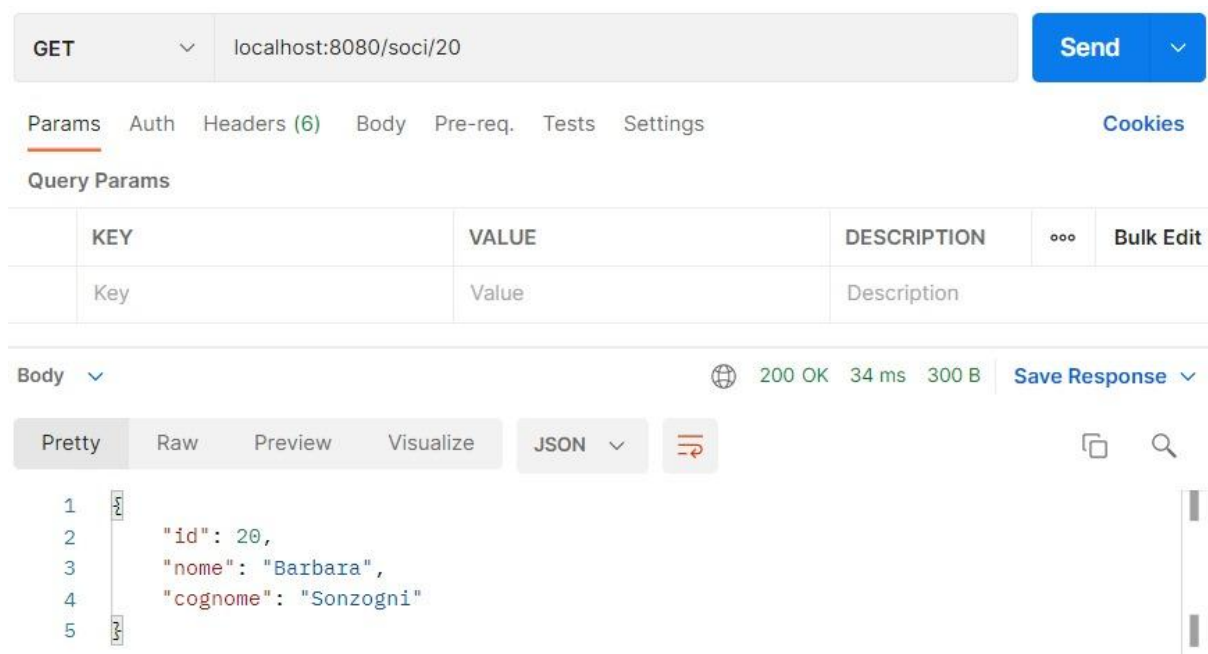 GET localhost:8080/soci/20 Send
Params Auth Headers (6) Body Pre-req. Tests Settings Cookies
Query Params
KEY VALUE DESCRIPTION ooo Bulk Edit
Key Value Description
Body 200 OK 34 ms 300 B Save Response
Pretty Raw Preview Visualize JSON
1 {
2 "id": 20,
3 "nome": "Barbara",
4 "cognome": "Sonzogni"
5 }